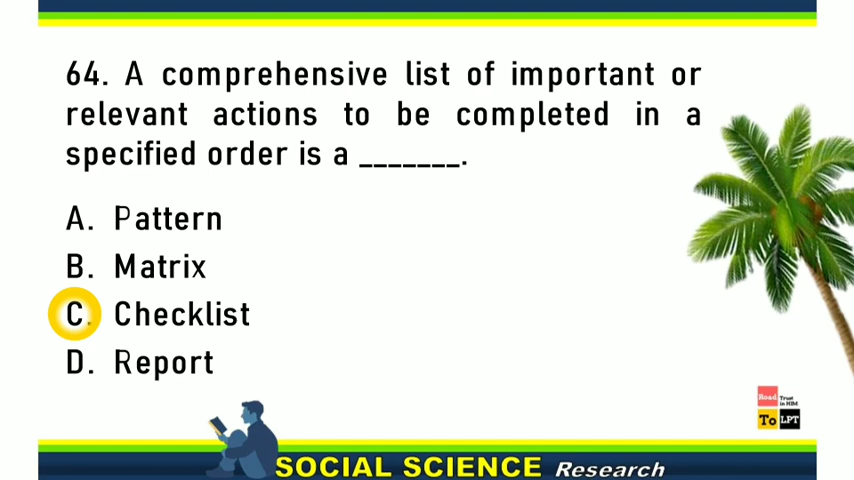 64. A comprehensive list of important or
relevant actions to be completed in a
specified order is a _______.
A. Pattern
B. Matrix
C. Checklist
D. Report
Road Trust in HIM
To LPT
SOCIAL SCIENCE Research